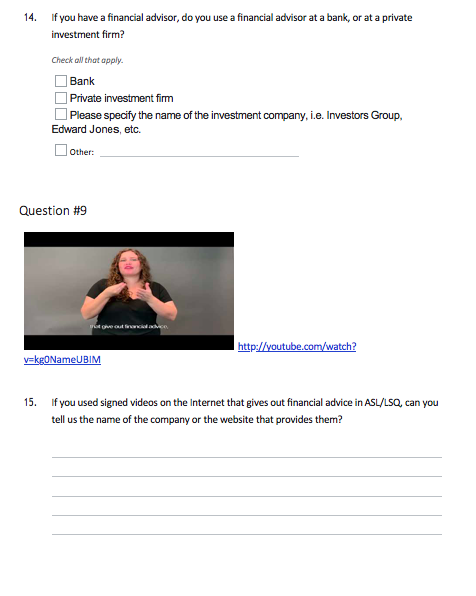 14. If you have a financial advisor, do you use a financial advisor at a bank, or at a private
investment firm?
Check all that apply.
Bank
Private investment firm
Please specify the name of the investment company, i.e. Investors Group,
Edward Jones, etc.
Other:
Question #9
that give out financial advice.
http://youtube.com/watch?
v=kg0NameUBIM
15. If you used signed videos on the Internet that gives out financial advice in ASL/LSQ, can you
tell us the name of the company or the website that provides them?